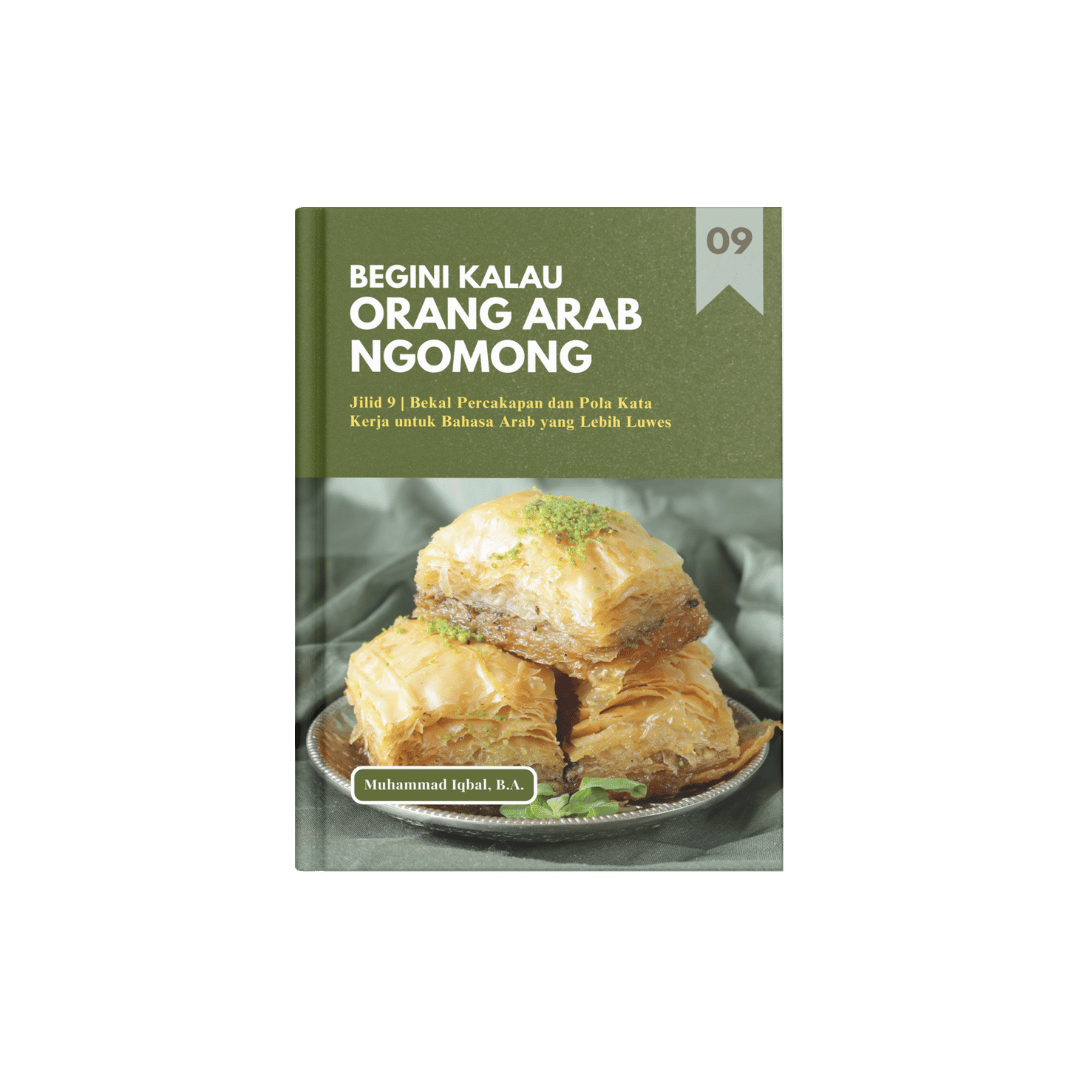 09
BEGINI KALAU
ORANG ARAB
NGOMONG
Jilid 9 | Bekal Percakapan dan Pola Kata
Kerja untuk Bahasa Arab yang Lebih Luwes
Muhammad Iqbal, B.A.